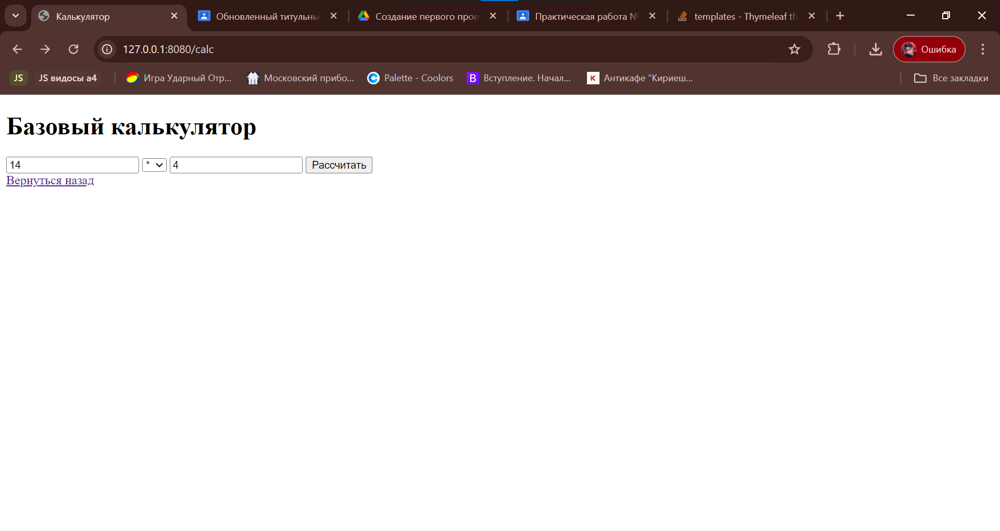 Калькулятор
Обновленный титульны
Создание первого прое
Практическая работа №
templates - Thymeleaf th
127.0.0.1:8080/calc
Ошибка
JS
JS видосы а4
Игра Ударный Отр...
Московский прибо...
Palette - Coolors
B
Вступление. Начал...
K
Антикафе "Кириеш...
Все закладки
Базовый калькулятор
14 * 4 Рассчитать
Вернуться назад